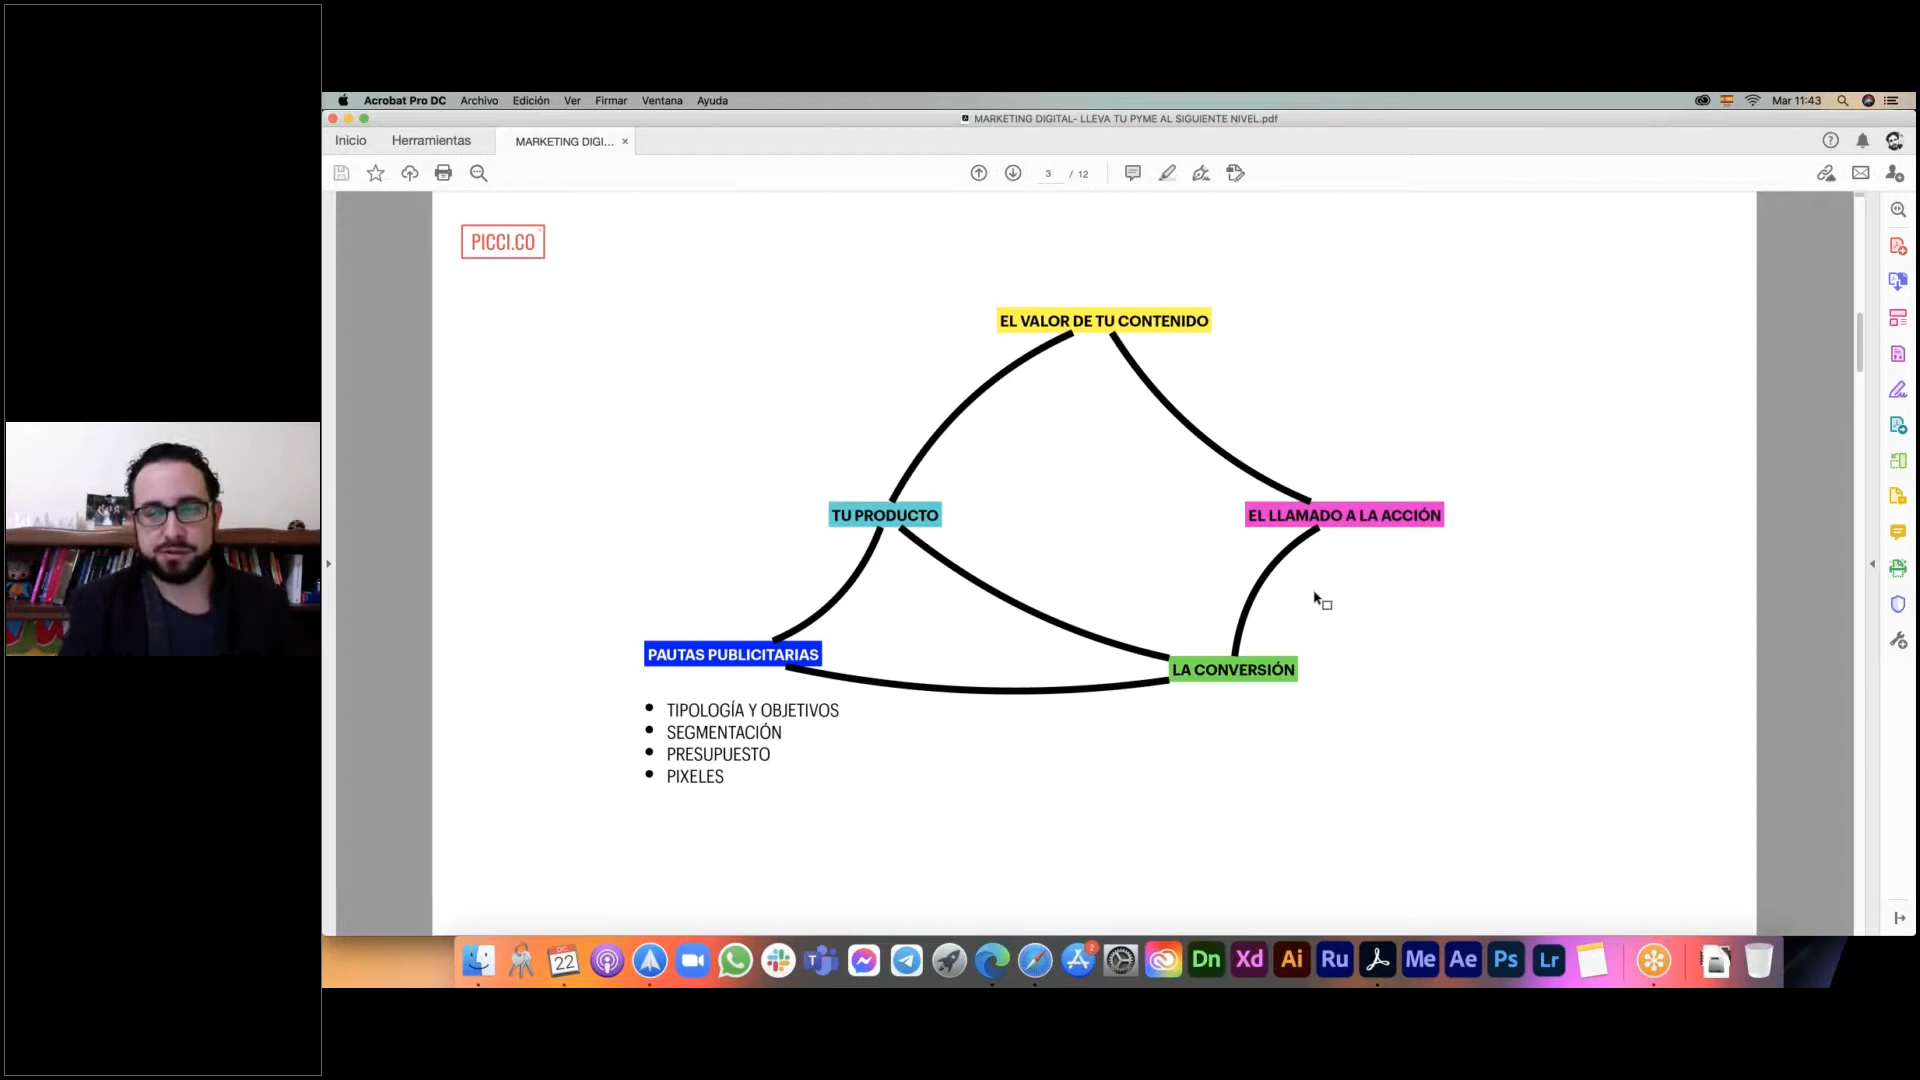 Acrobat Pro DC Archivo Edición Ver Firmar Ventana Ayuda Mar 11:43
MARKETING DIGITAL- LLEVA TU PYME AL SIGUIENTE NIVEL.pdf
Inicio Herramientas MARKETING DIGI... ×
3 / 12
PICCI.CO
EL VALOR DE TU CONTENIDO
TU PRODUCTO
EL LLAMADO A LA ACCIÓN
PAUTAS PUBLICITARIAS
LA CONVERSIÓN
• TIPOLOGÍA Y OBJETIVOS
• SEGMENTACIÓN
• PRESUPUESTO
• PIXELES
DIC
22 2 Dn Xd Ai Ru Me Ae Ps Lr